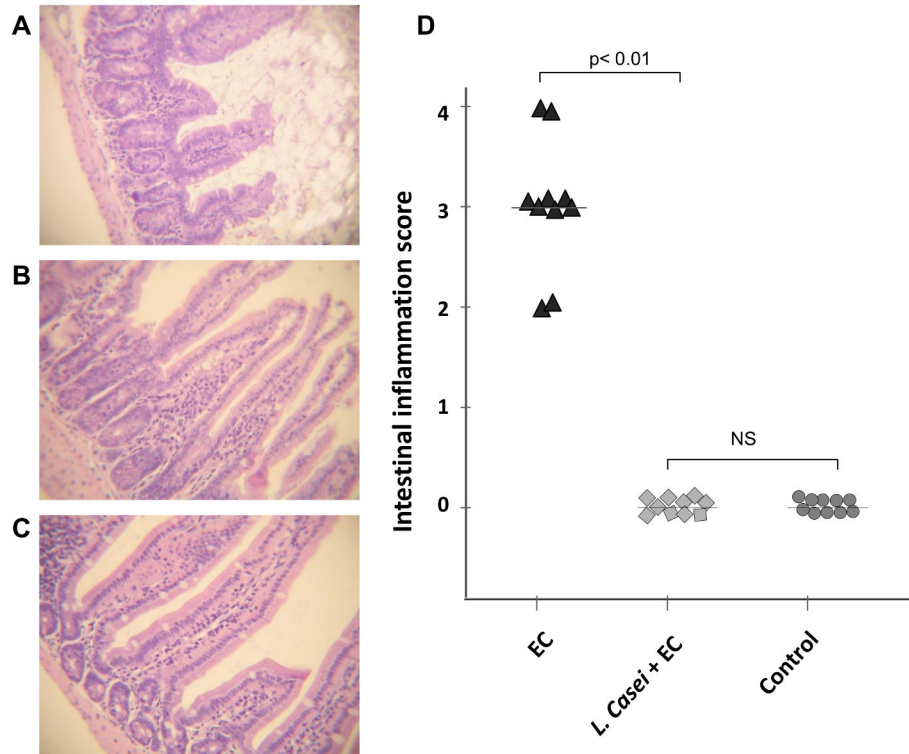 A
B
C
D
p< 0.01
Intestinal inflammation score
4
3
2
1
0
NS
EC
L. Casei + EC
Control